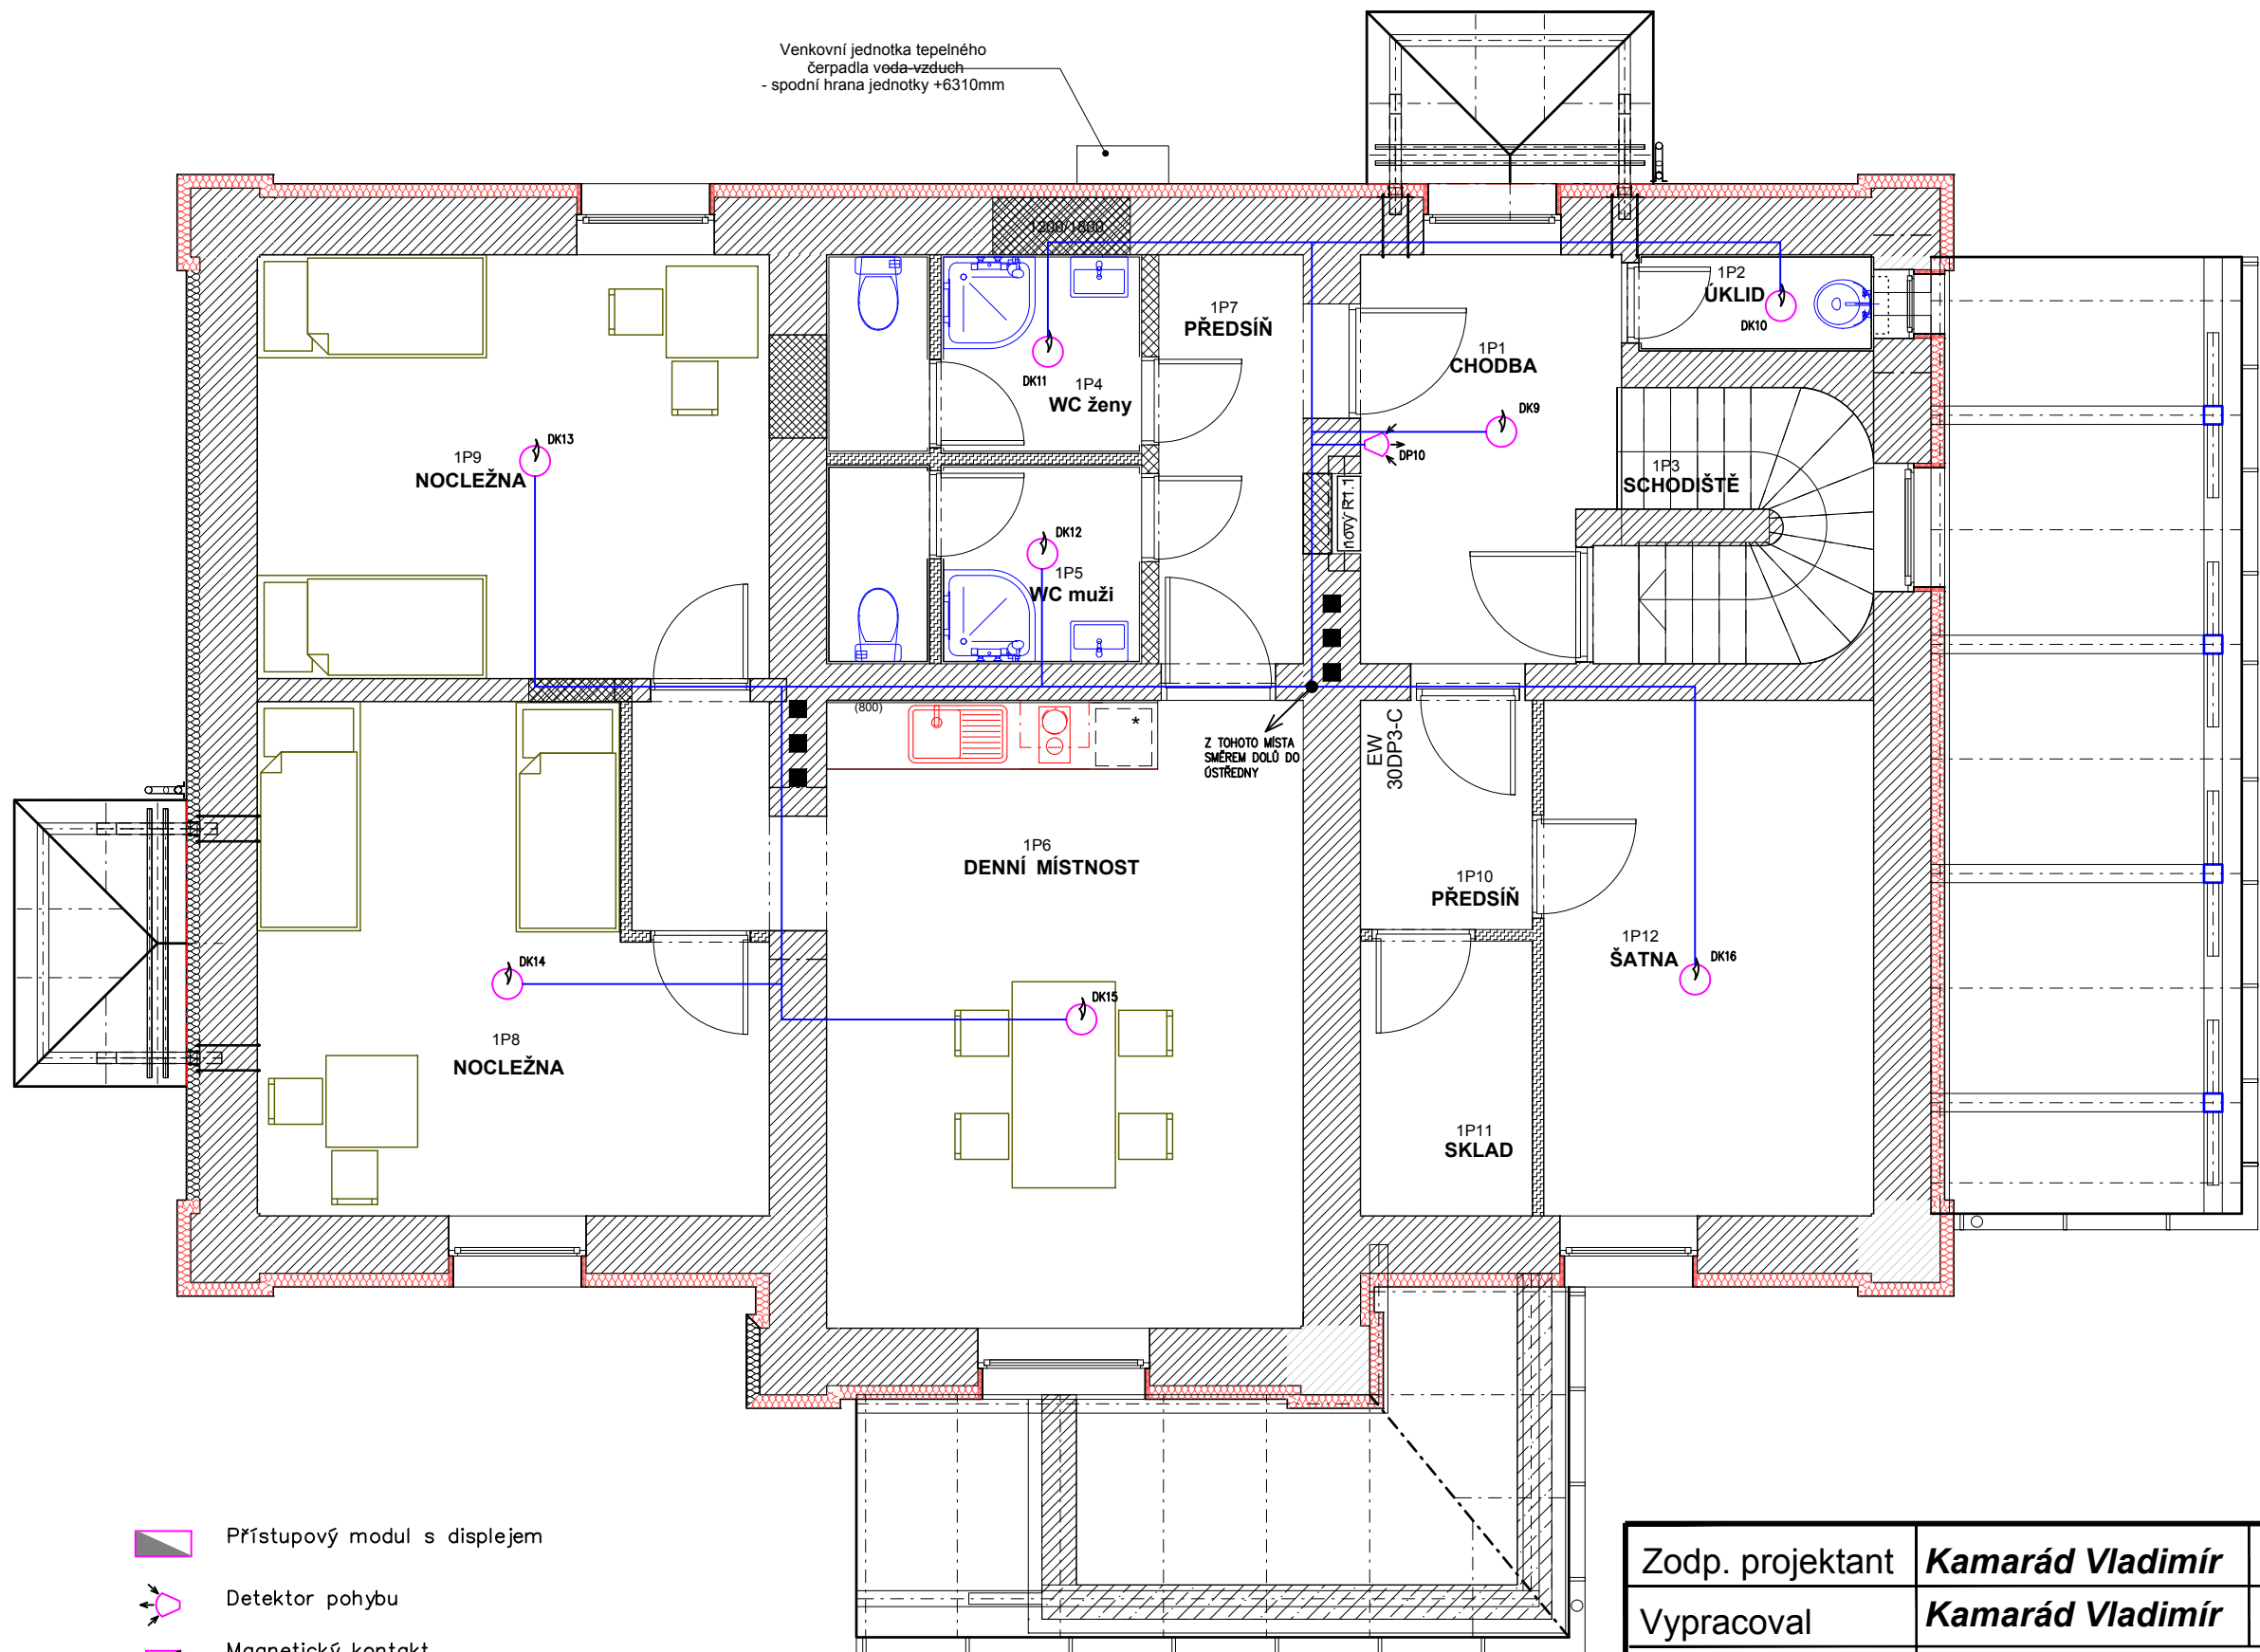 Venkovní jednotka tepelného
čerpadla voda-vzduch
- spodní hrana jednotky +6310mm
1200/1800
1P2
ÚKLID
DK10
1P7
PŘEDSÍŇ
1P1
CHODBA
DK11
1P4
WC ženy
DK9
DP10
DK13
1P9
NOCLEŽNA
1P3
SCHODIŠTĚ
nový R1.1
DK12
1P5
WC muži
(800)
*
Z TOHOTO MÍSTA
SMĚREM DOLŮ DO
ÚSTŘEDNY
EW
30DP3-C
1P6
DENNÍ MÍSTNOST
1P10
PŘEDSÍŇ
1P12
ŠATNA
DK16
DK14
DK15
1P8
NOCLEŽNA
1P11
SKLAD
Přístupový modul s displejem
Detektor pohybu
Magnetický kontakt
Zodp. projektant Kamarád Vladimír
Vypracoval Kamarád Vladimír